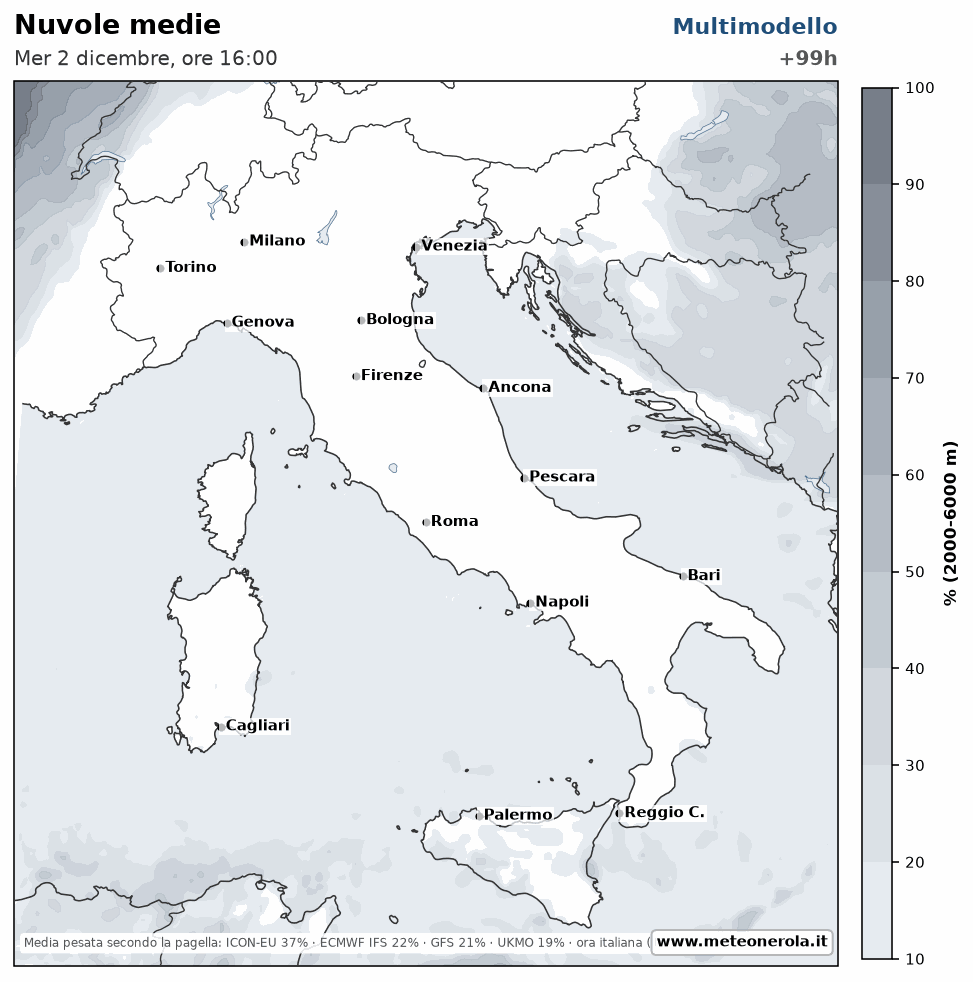 Nuvole medie
Multimodello
Mer 2 dicembre, ore 16:00
+99h
100
90
80
70
60
50
40
30
20
10
% (2000-6000 m)
Milano
Venezia
Torino
Genova
Bologna
Firenze
Ancona
Pescara
Roma
Bari
Napoli
Cagliari
Palermo
Reggio C.
Media pesata secondo la pagella: ICON-EU 37% · ECMWF IFS 22% · GFS 21% · UKMO 19% · ora italiana (
www.meteonerola.it